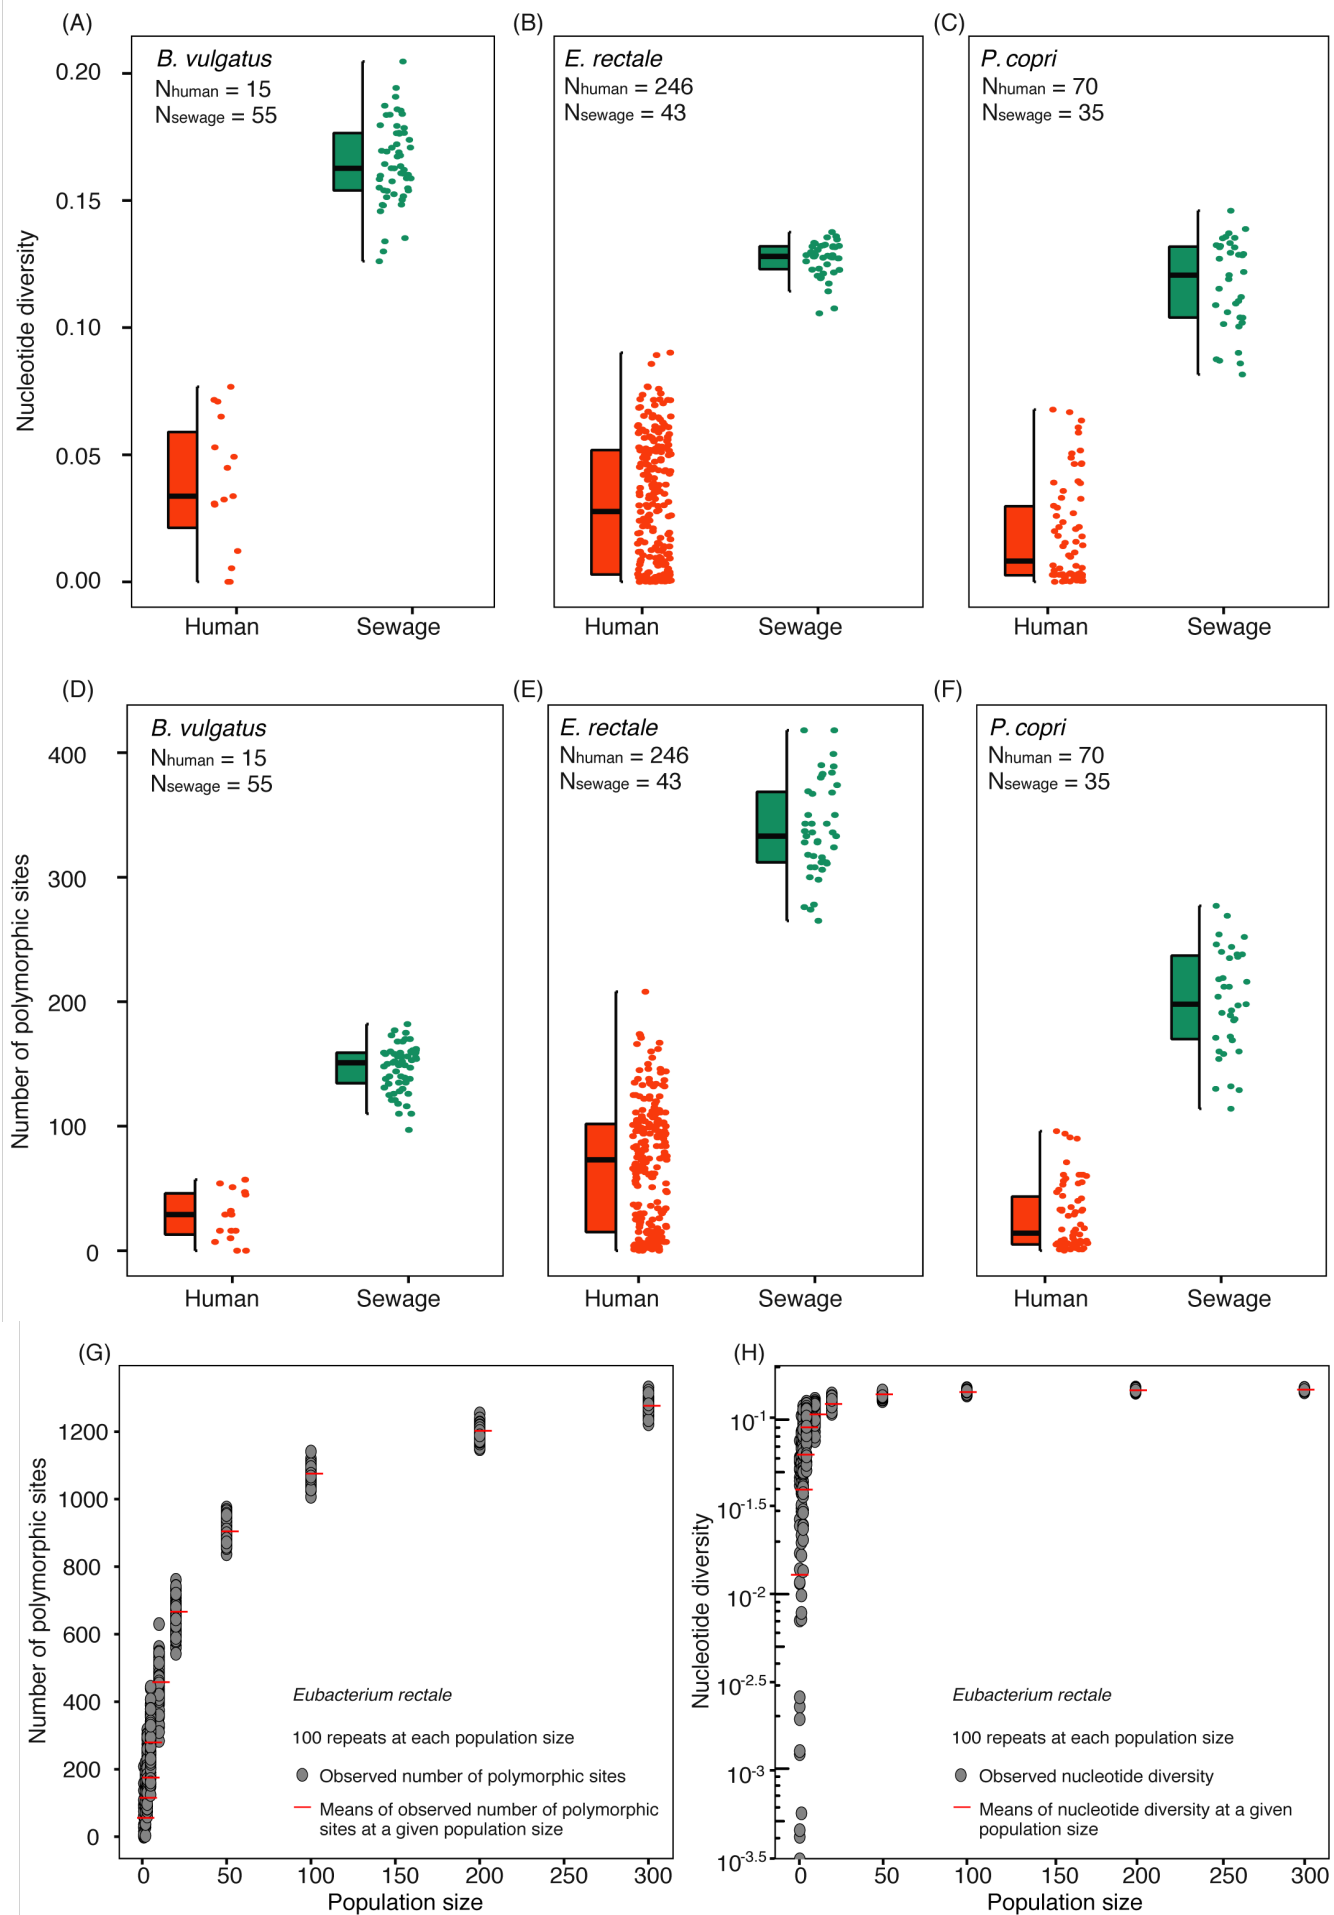 (A)
(B)
(C)
B. vulgatus
Nhuman = 15
Nsewage = 55
E. rectale
Nhuman = 246
Nsewage = 43
P. copri
Nhuman = 70
Nsewage = 35
Nucleotide diversity
0.20
0.15
0.10
0.05
0.00
Human
Sewage
Human
Sewage
Human
Sewage
(D)
(E)
(F)
B. vulgatus
Nhuman = 15
Nsewage = 55
E. rectale
Nhuman = 246
Nsewage = 43
P. copri
Nhuman = 70
Nsewage = 35
Number of polymorphic sites
400
300
200
100
0
Human
Sewage
Human
Sewage
Human
Sewage
(G)
Number of polymorphic sites
1200
1000
800
600
400
200
0
Eubacterium rectale
100 repeats at each population size
Observed number of polymorphic sites
Means of observed number of polymorphic
sites at a given population size
0 50 100 150 200 250 300
Population size
(H)
Nucleotide diversity
10-1
10-1.5
10-2
10-2.5
10-3
10-3.5
Eubacterium rectale
100 repeats at each population size
Observed nucleotide diversity
Means of nucleotide diversity at a given
population size
0 50 100 150 200 250 300
Population size